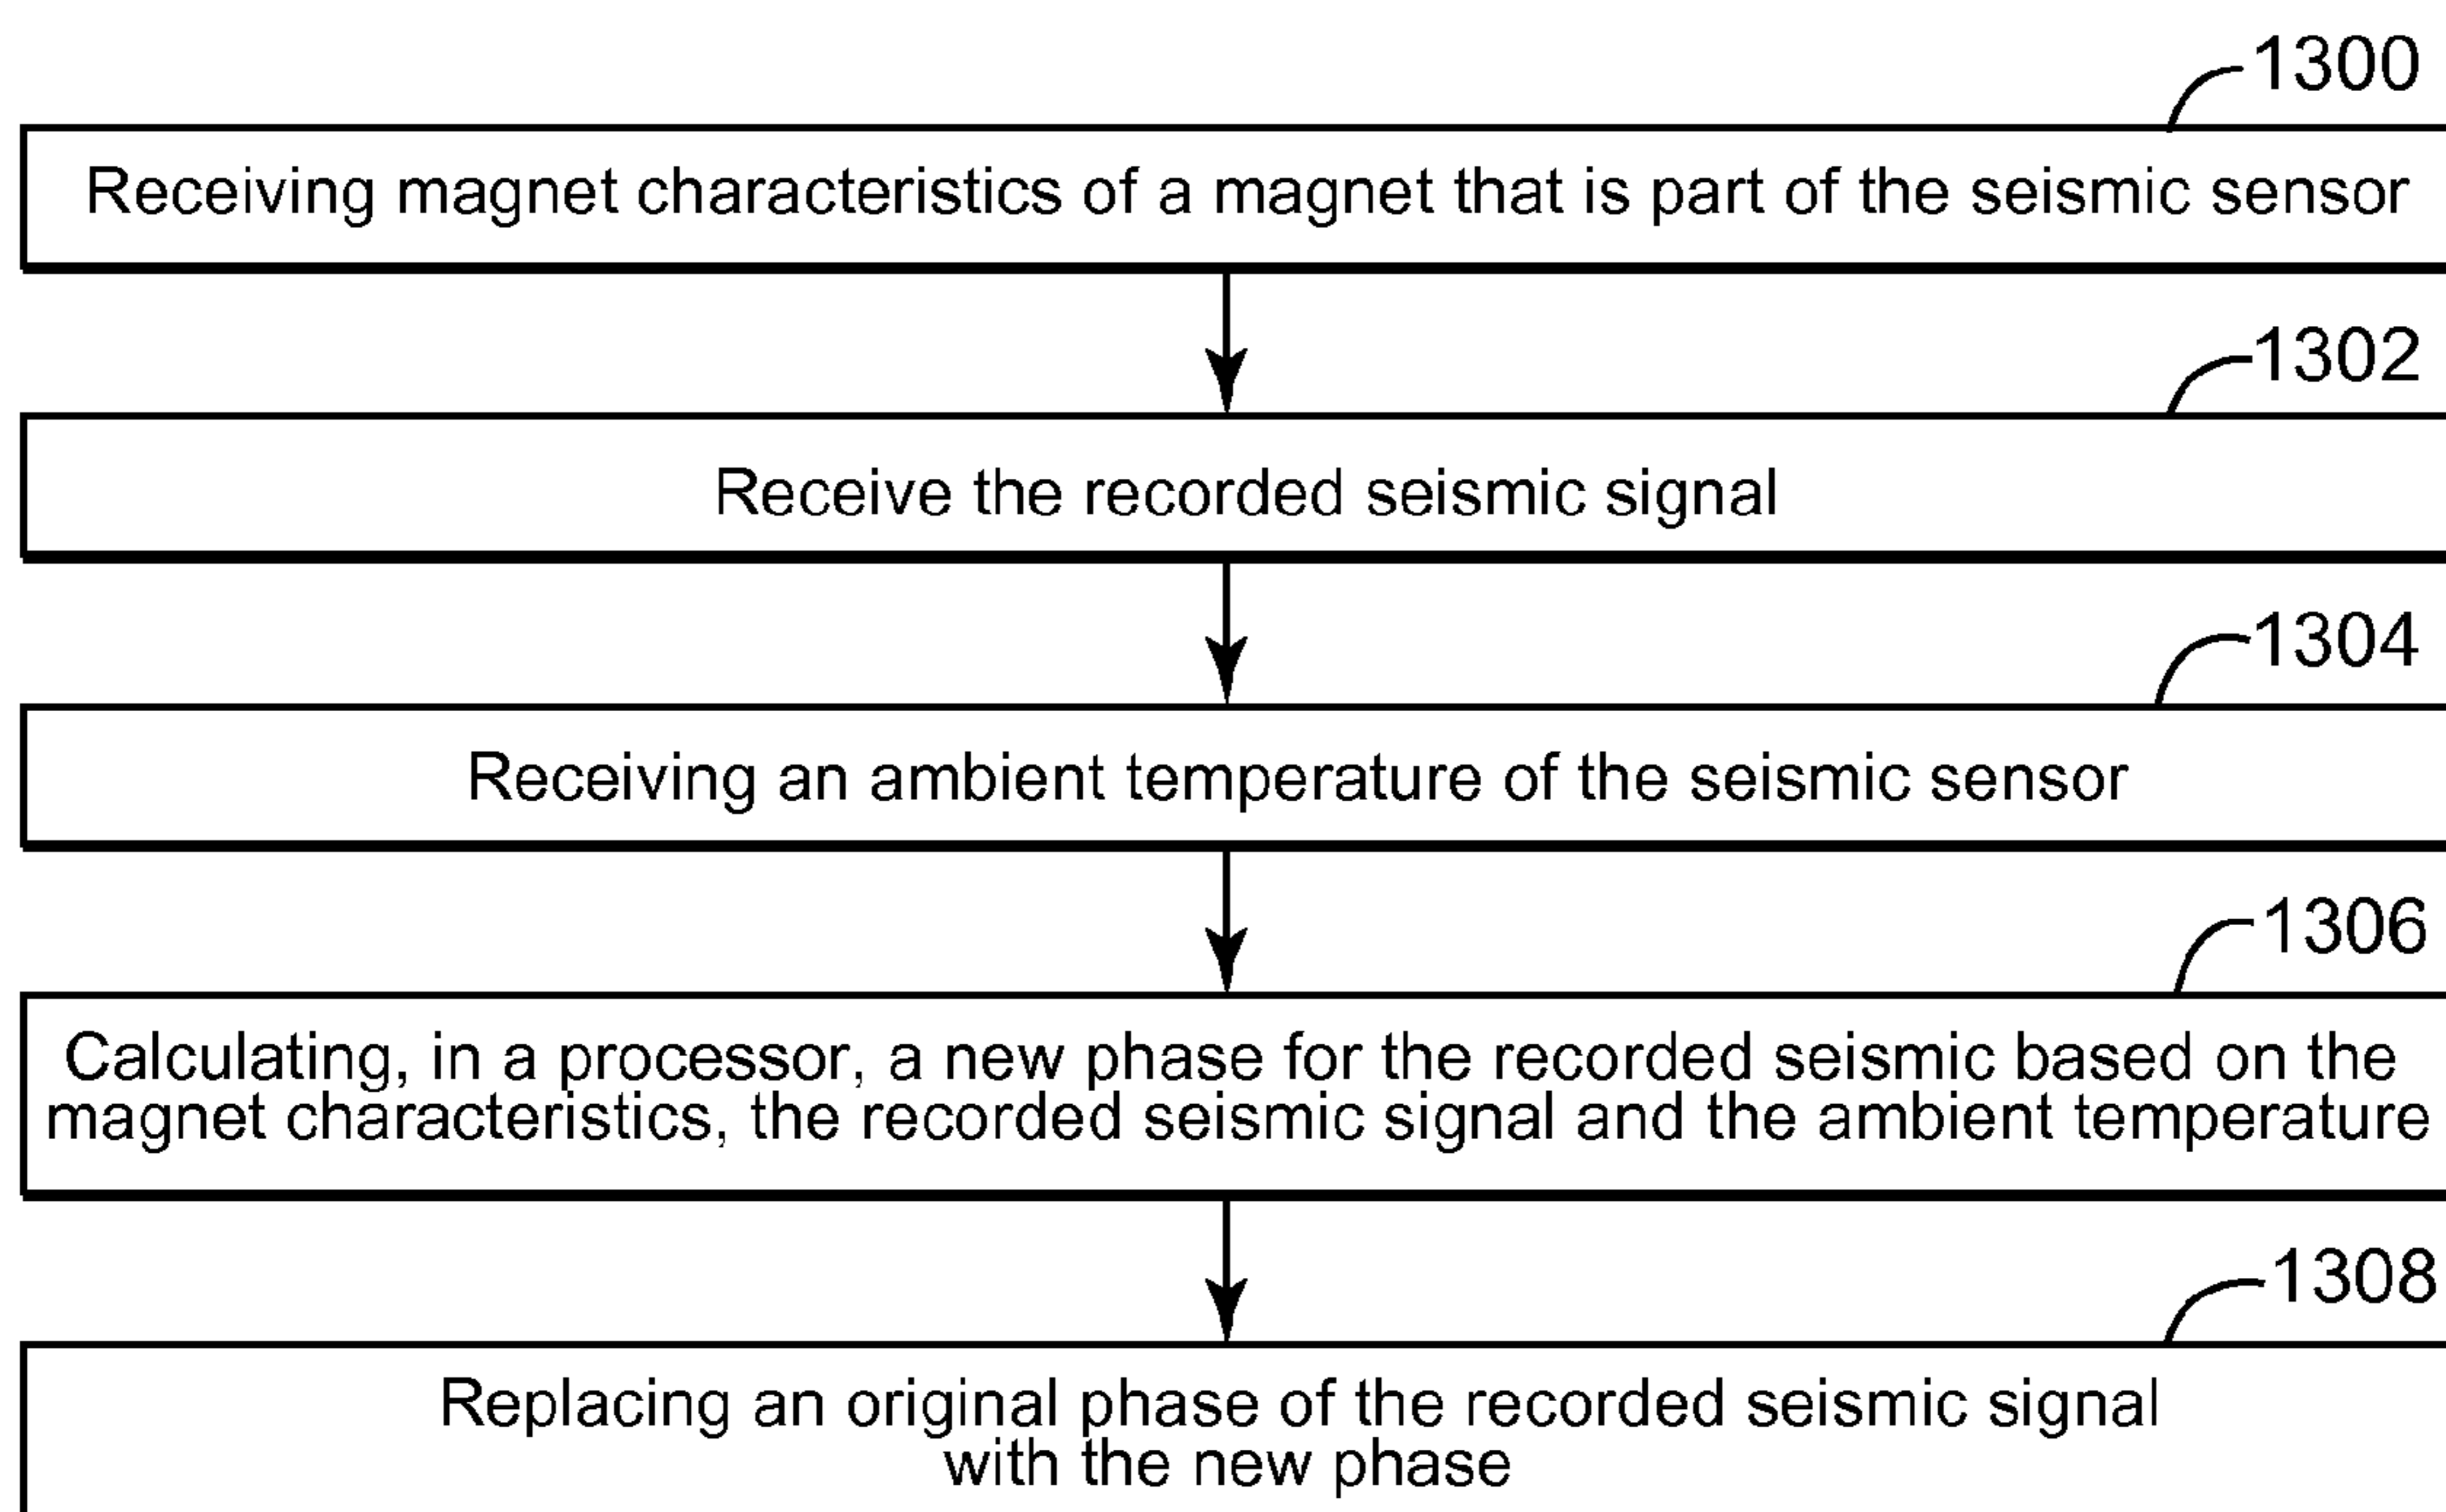 1300
Receiving magnet characteristics of a magnet that is part of the seismic sensor
1302
Receive the recorded seismic signal
1304
Receiving an ambient temperature of the seismic sensor
1306
Calculating, in a processor, a new phase for the recorded seismic based on the
magnet characteristics, the recorded seismic signal and the ambient temperature
1308
Replacing an original phase of the recorded seismic signal
with the new phase